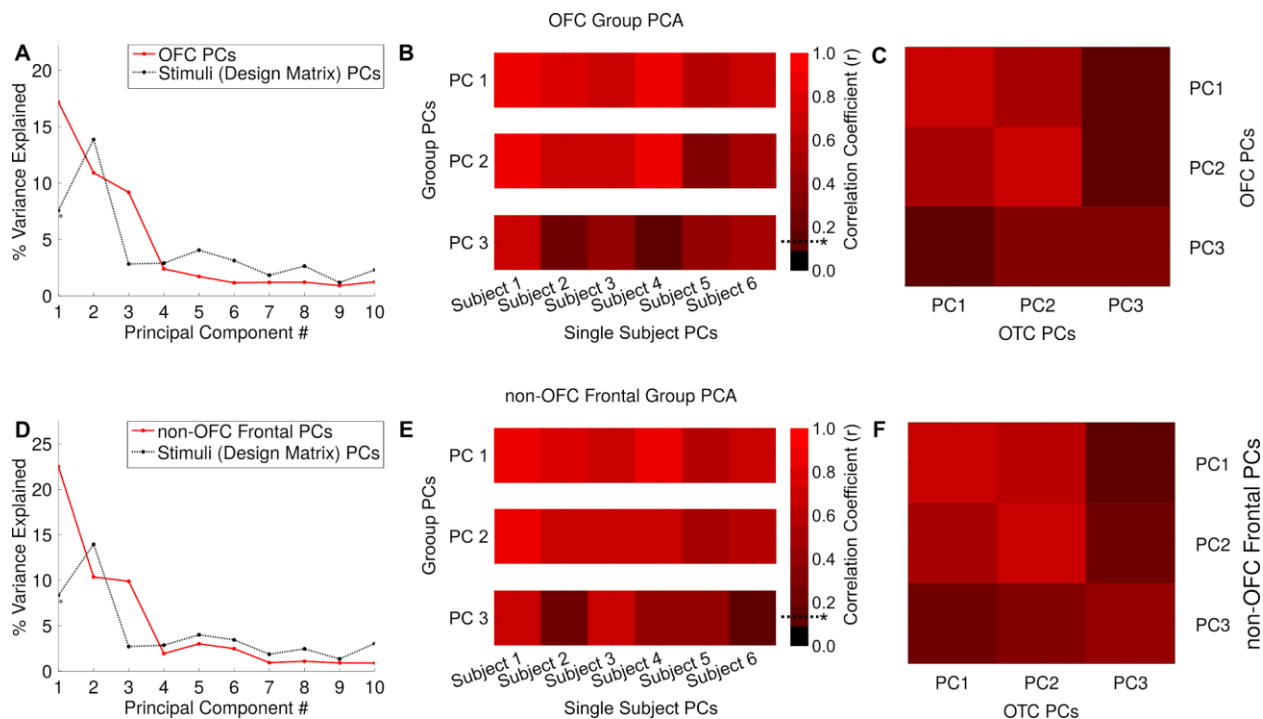 OFC Group PCA
A
OFC PCs
Stimuli (Design Matrix) PCs
% Variance Explained
20
15
10
5
0
*
1 2 3 4 5 6 7 8 9 10
Principal Component #
B
Grooup PCs
PC 1
PC 2
PC 3
Subject 1 Subject 2 Subject 3 Subject 4 Subject 5 Subject 6
Single Subject PCs
1.0
0.8
0.6
0.4
0.2
*
0.0
Correlation Coefficient (r)
C
PC1
PC2
PC3
OFC PCs
PC1 PC2 PC3
OTC PCs
non-OFC Frontal Group PCA
D
non-OFC Frontal PCs
Stimuli (Design Matrix) PCs
% Variance Explained
25
20
15
10
5
0
*
1 2 3 4 5 6 7 8 9 10
Principal Component #
E
Group PCs
PC 1
PC 2
PC 3
Subject 1 Subject 2 Subject 3 Subject 4 Subject 5 Subject 6
Single Subject PCs
1.0
0.8
0.6
0.4
0.2
*
0.0
Correlation Coefficient (r)
F
PC1
PC2
PC3
non-OFC Frontal PCs
PC1 PC2 PC3
OTC PCs